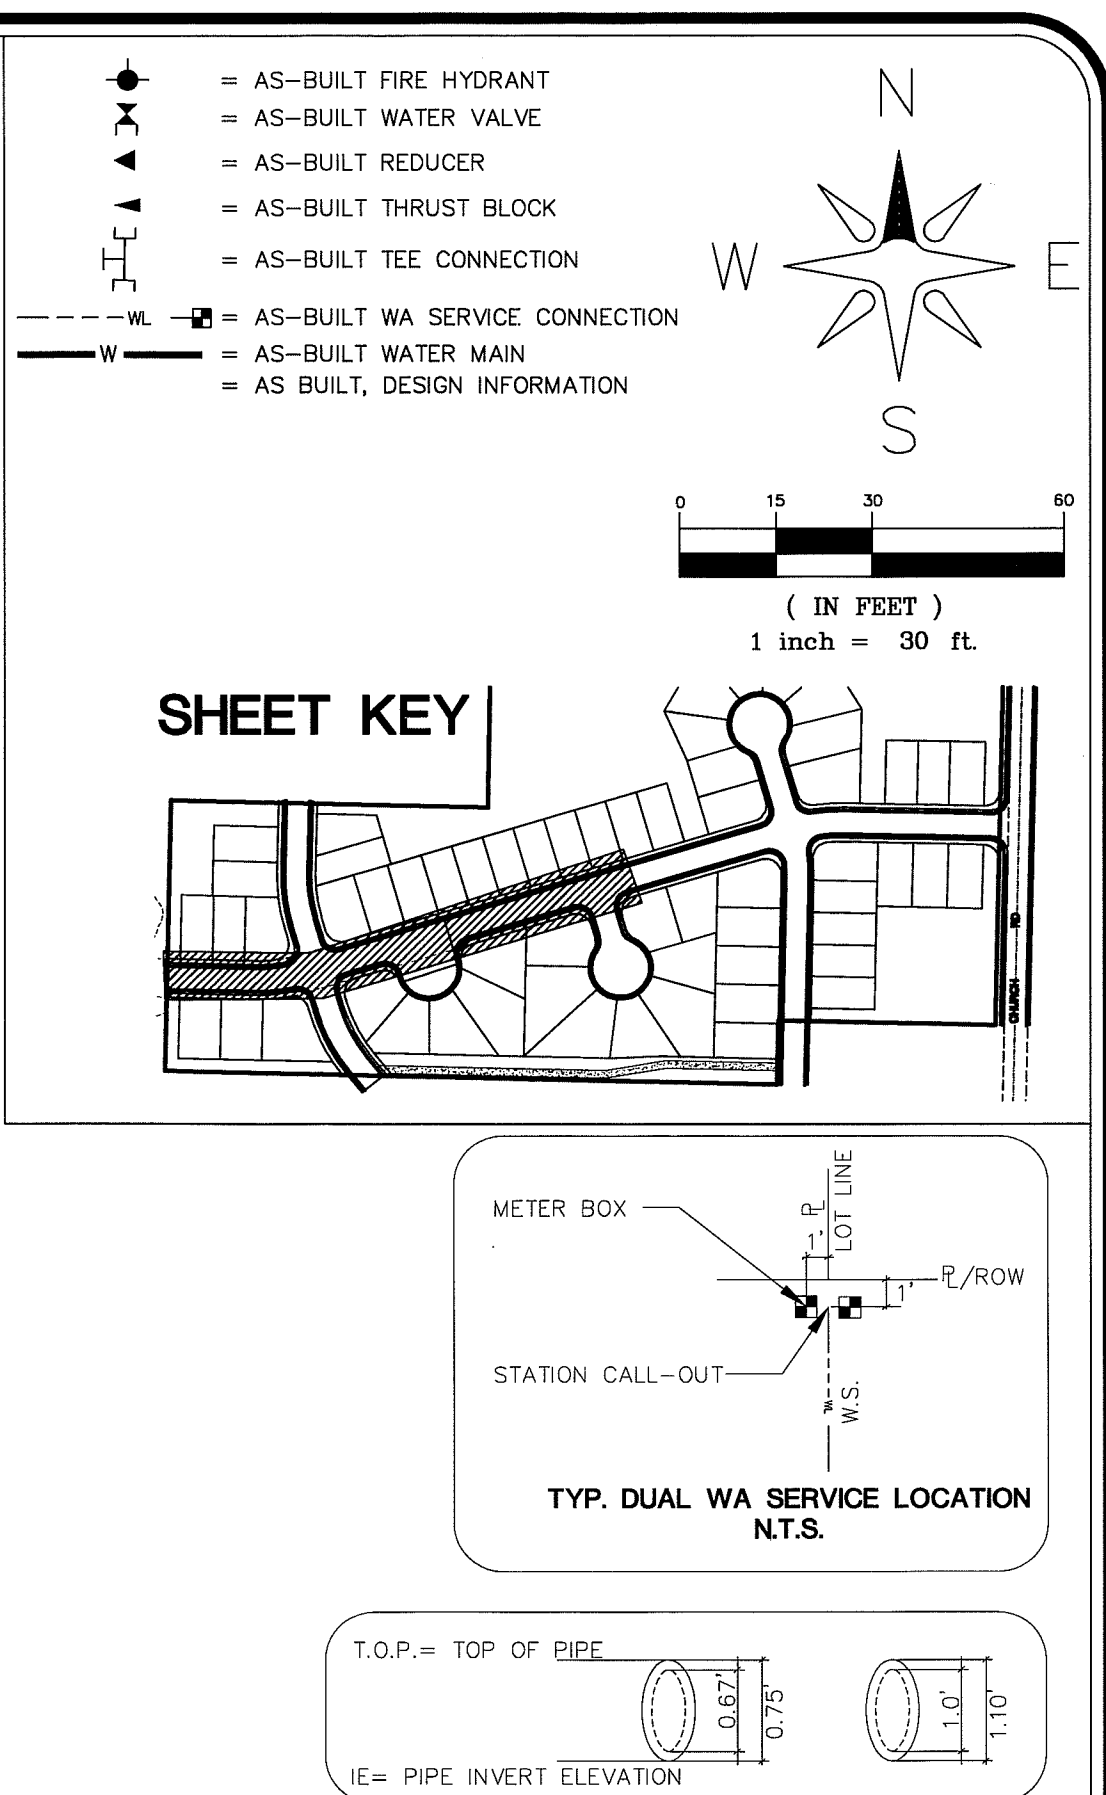 = AS-BUILT FIRE HYDRANT
= AS-BUILT WATER VALVE
= AS-BUILT REDUCER
= AS-BUILT THRUST BLOCK
= AS-BUILT TEE CONNECTION
WL = AS-BUILT WA SERVICE CONNECTION
W = AS-BUILT WATER MAIN
= AS BUILT, DESIGN INFORMATION
N
W E
S
0 15 30 60
( IN FEET )
1 inch = 30 ft.
SHEET KEY
CHURCH RD
METER BOX
PL
LOT LINE
1'
PL/ROW
1'
STATION CALL-OUT
WL
W.S.
TYP. DUAL WA SERVICE LOCATION
N.T.S.
T.O.P.= TOP OF PIPE
0.67'
0.75'
1.0'
1.10'
IE= PIPE INVERT ELEVATION